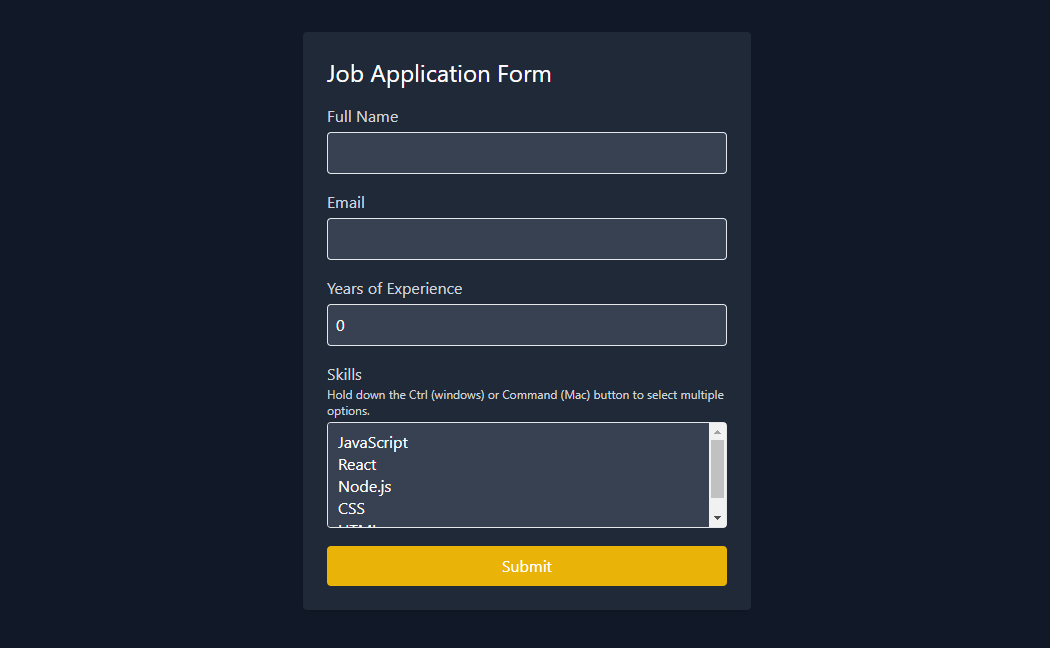 Job Application Form
Full Name
Email
Years of Experience
0
Skills
Hold down the Ctrl (windows) or Command (Mac) button to select multiple
options.
JavaScript
React
Node.js
CSS
HTML
Submit